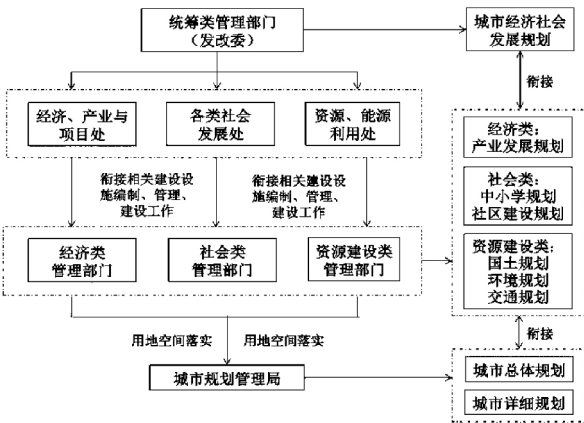 统筹类管理部门
（发改委）
城市经济社会
发展规划
衔接
经济、产业与
项目处
各类社会
发展处
资源、能源
利用处
经济类：
产业发展规划
社会类：
中小学规划
社区建设规划
资源建设类：
国土规划
环境规划
交通规划
衔接相关建设设
施编制、管理、
建设工作
衔接相关建设设
施编制、管理、
建设工作
经济类
管理部门
社会类
管理部门
资源建设类
管理部门
衔接
用地空间落实
用地空间落实
城市规划管理局
城市总体规划
城市详细规划